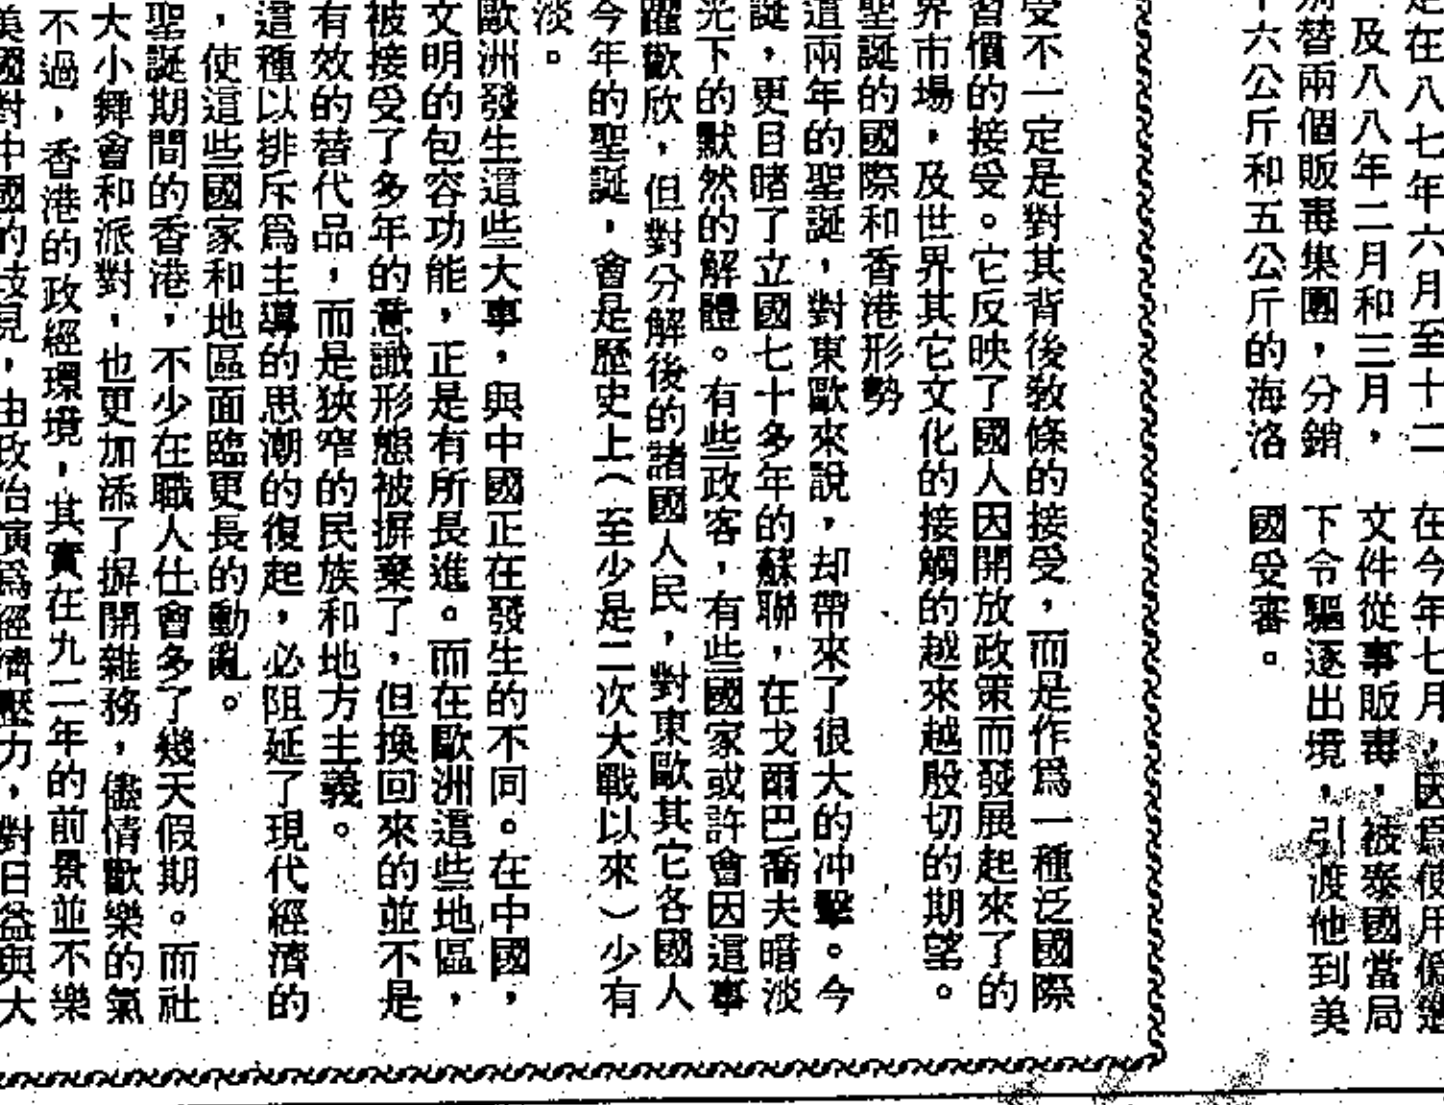 在八七年六月至十二
及八八年二月和三月，
替兩個販毒集團，分銷
六公斤和五公斤的海洛
在今年七月，因爲使用僞造
文件從事販毒，被泰國當局
下令驅逐出境，引渡他到美
國受審。
受不一定是對其背後敎條的接受，而是作爲一種泛國際
習慣的接受。它反映了國人因開放政策而發展起來了的
界市場，及世界其它文化的接觸的越來越殷切的期望。
聖誕的國際和香港形勢
這兩年的聖誕，對東歐來說，却帶來了很大的冲擊。今
誕，更目睹了立國七十多年的蘇聯，在戈爾巴喬夫暗淡
光下的默然的解體。有些政客，有些國家或許會因這事
躍歡欣，但對分解後的諸國人民，對東歐其它各國人
今年的聖誕，會是歷史上（至少是二次大戰以來）少有
淡。
歐洲發生這些大事，與中國正在發生的不同。在中國，
文明的包容功能，正是有所長進。而在歐洲這些地區，
被接受了多年的意識形態被摒棄了，但換回來的並不是
有效的替代品，而是狹窄的民族和地方主義。
這種以排斥爲主導的思潮的復起，必阻延了現代經濟的
，使這些國家和地區面臨更長的動亂。
聖誕期間的香港，不少在職人仕會多了幾天假期。而社
大小舞會和派對，也更加添了摒開雜務，儘情歡樂的氣
不過，香港的政經環境，其實在九二年的前景並不樂
美國對中國的歧見，由政治演爲經濟壓力，對日益與大